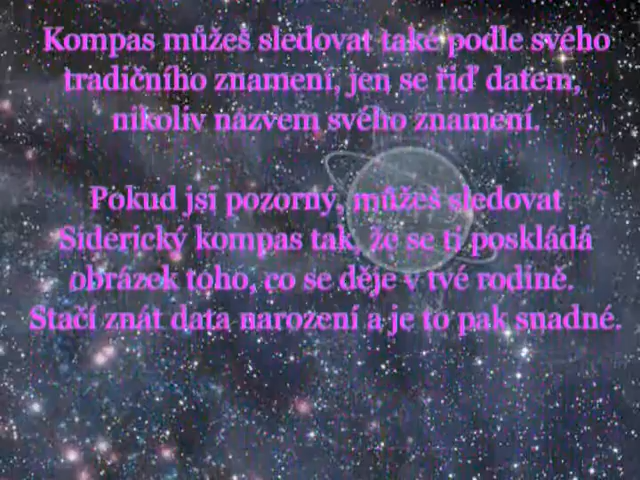 Kompas můžeš sledovat také podle svého
tradičního znamení, jen se řiď datem,
nikoliv názvem svého znamení.
Pokud jsi pozorný, můžeš sledovat
Siderický kompas tak, že se ti poskládá
obrázek toho, co se děje v tvé rodině.
Stačí znát data narození a je to pak snadné.